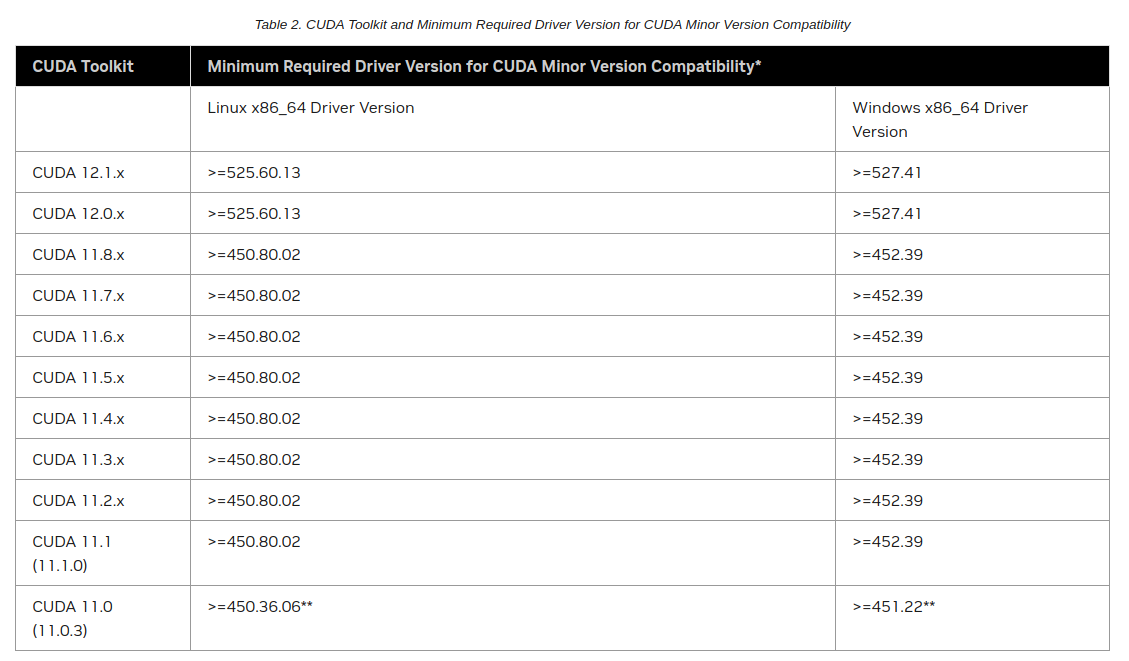 Table 2. CUDA Toolkit and Minimum Required Driver Version for CUDA Minor Version Compatibility
CUDA Toolkit Minimum Required Driver Version for CUDA Minor Version Compatibility*
Linux x86_64 Driver Version Windows x86_64 Driver
Version
CUDA 12.1.x >=525.60.13 >=527.41
CUDA 12.0.x >=525.60.13 >=527.41
CUDA 11.8.x >=450.80.02 >=452.39
CUDA 11.7.x >=450.80.02 >=452.39
CUDA 11.6.x >=450.80.02 >=452.39
CUDA 11.5.x >=450.80.02 >=452.39
CUDA 11.4.x >=450.80.02 >=452.39
CUDA 11.3.x >=450.80.02 >=452.39
CUDA 11.2.x >=450.80.02 >=452.39
CUDA 11.1 >=450.80.02 >=452.39
(11.1.0)
CUDA 11.0 >=450.36.06** >=451.22**
(11.0.3)